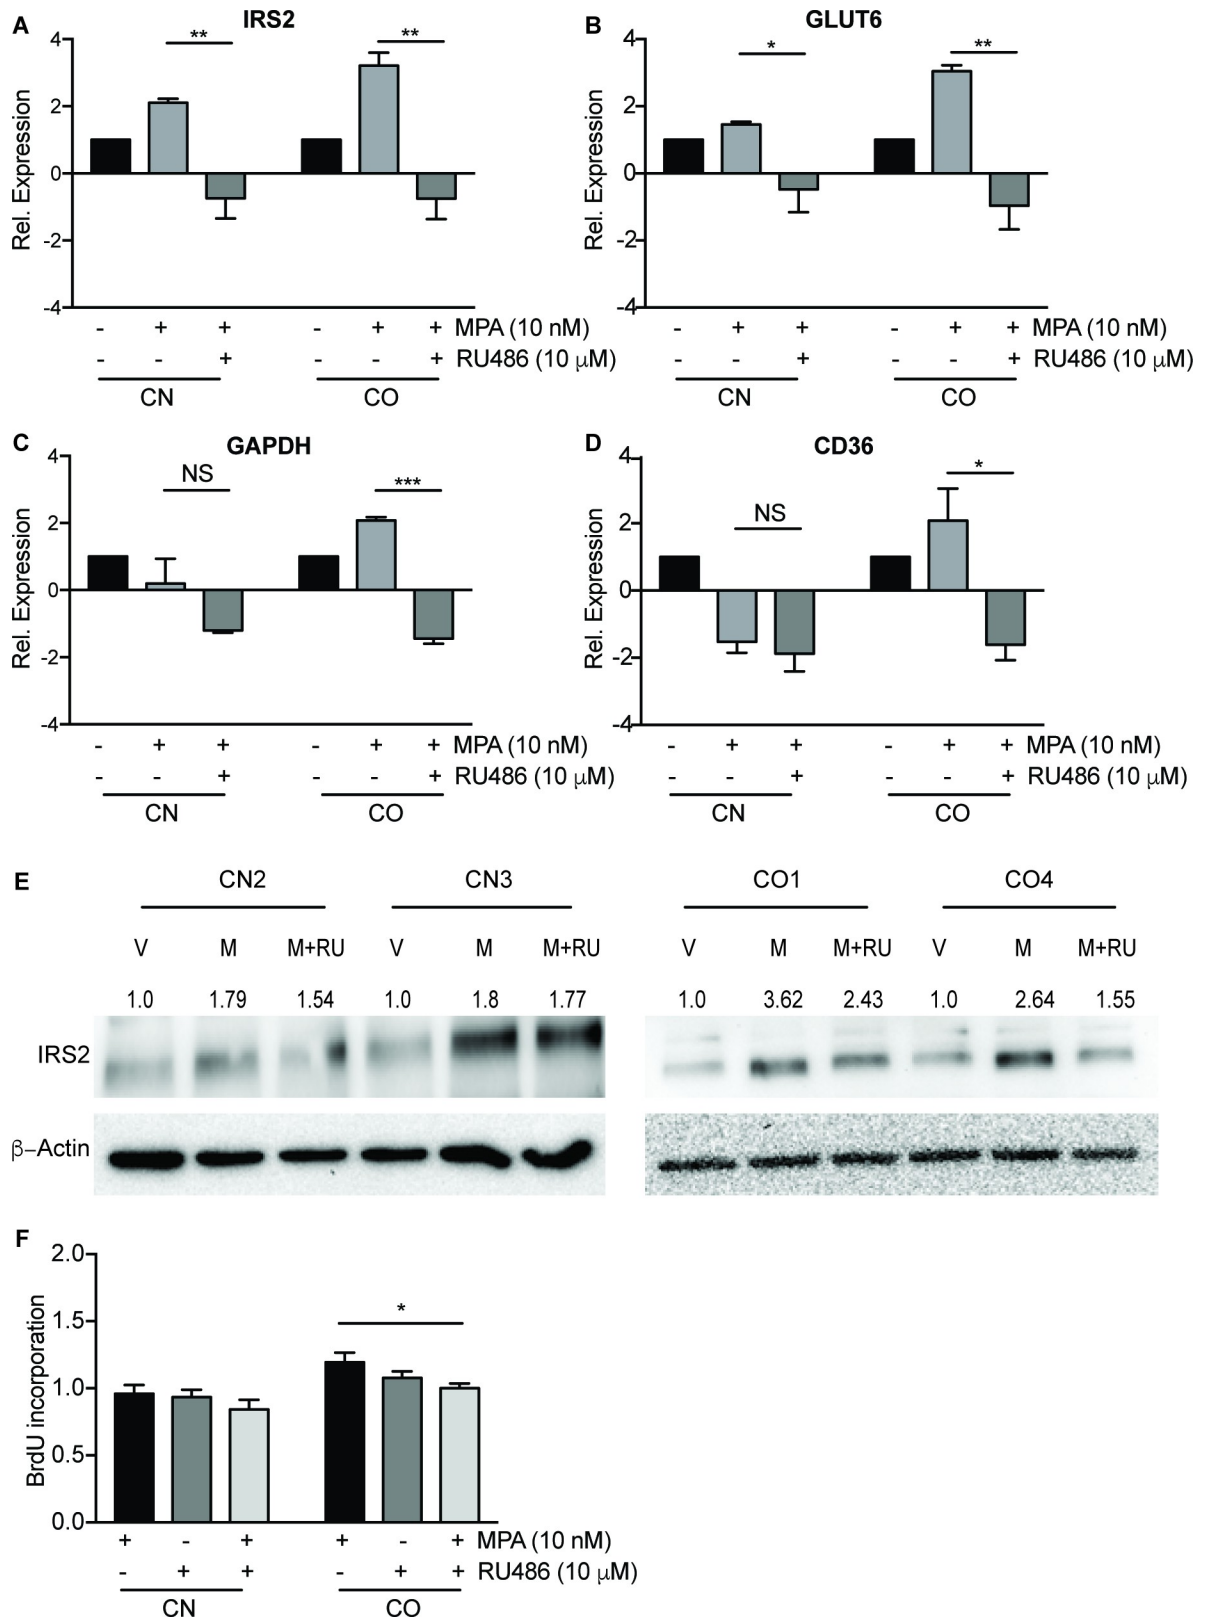 A IRS2
** **
Rel. Expression
4
2
0
-2
-4
- + + - + + MPA (10 nM)
- - + - - + RU486 (10 μM)
CN CO
B GLUT6
* **
Rel. Expression
4
2
0
-2
-4
- + + - + + MPA (10 nM)
- - + - - + RU486 (10 μM)
CN CO
C GAPDH
NS ***
Rel. Expression
4
2
0
-2
-4
- + + - + + MPA (10 nM)
- - + - - + RU486 (10 μM)
CN CO
D CD36
NS *
Rel. Expression
4
2
0
-2
-4
- + + - + + MPA (10 nM)
- - + - - + RU486 (10 μM)
CN CO
E CN2 CN3 CO1 CO4
V M M+RU V M M+RU V M M+RU V M M+RU
1.0 1.79 1.54 1.0 1.8 1.77 1.0 3.62 2.43 1.0 2.64 1.55
IRS2
β–Actin
F
*
BrdU incorporation
2.0
1.5
1.0
0.5
0.0
+ - + + - + MPA (10 nM)
- + + - + + RU486 (10 μM)
CN CO